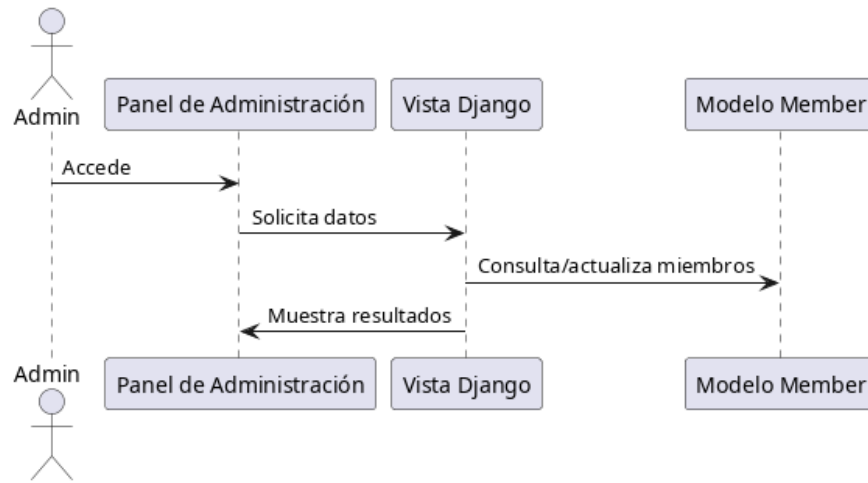 Admin
Panel de Administración
Vista Django
Modelo Member
Accede
Solicita datos
Consulta/actualiza miembros
Muestra resultados
Admin
Panel de Administración
Vista Django
Modelo Member